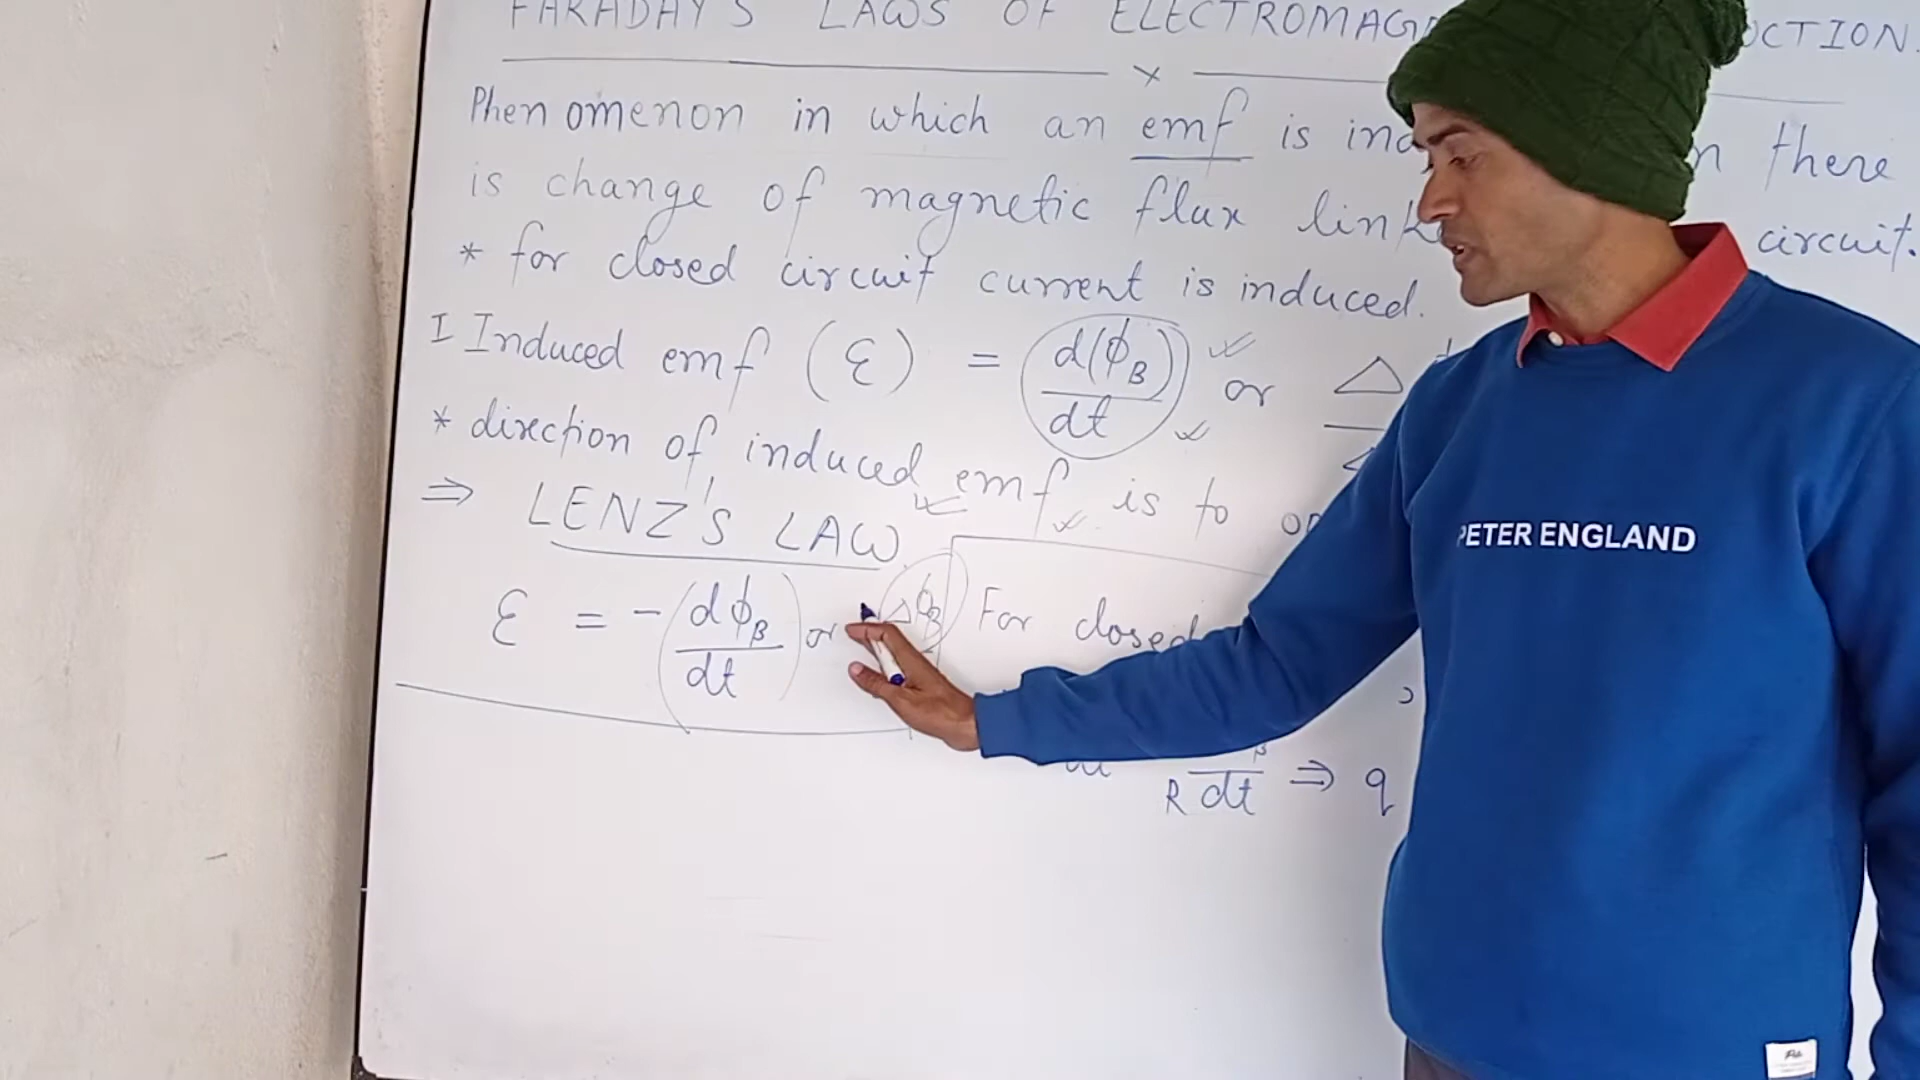 FARADAY'S LAWS OF ELECTROMAG UCTION.
Phenomenon in which an emf is ind n there
is change of magnetic flux link circuit.
* for closed circuit current is induced.
I Induced emf (ε) = d(ϕB)/dt or Δ
* direction of induced emf is to op
⇒ LENZ'S LAW
ε = -(dϕB/dt) or ΔϕB
For closed
R dt ⇒ q
PETER ENGLAND